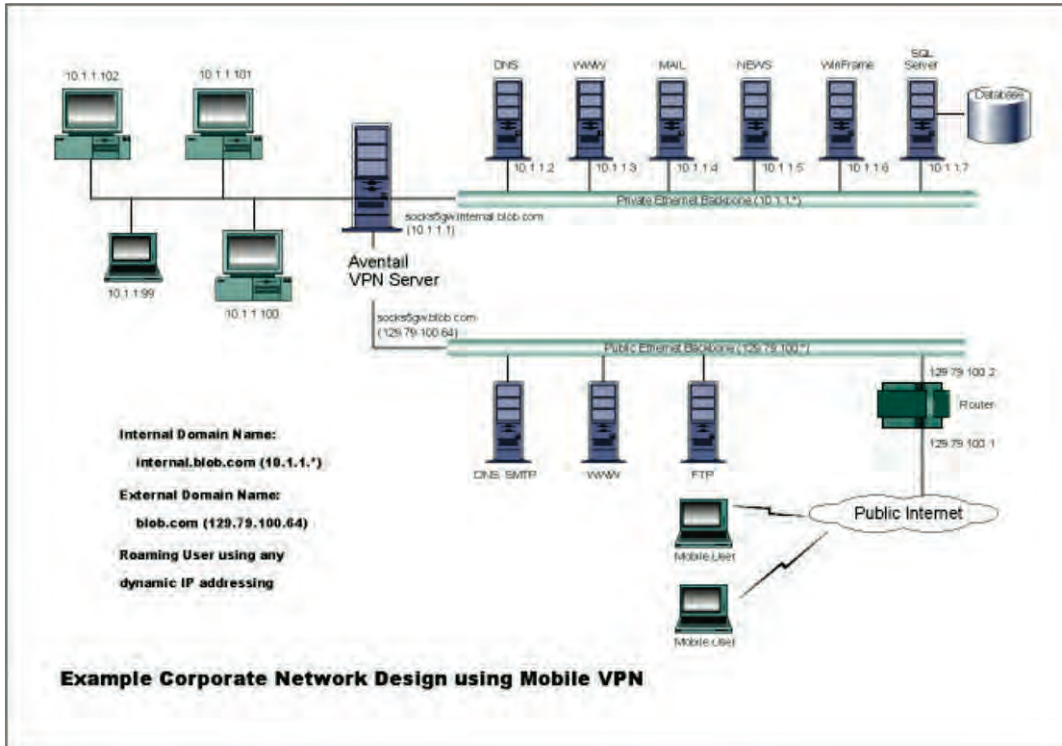 10.1.1.102
10.1.1.101
DNS
WWW
MAIL
NEWS
WinFrame
SQL
Server
Database
10.1.1.2
10.1.1.3
10.1.1.4
10.1.1.5
10.1.1.6
10.1.1.7
Private Ethernet Backbone (10.1.1.*)
socks5gw.internal.blob.com
(10.1.1.1)
Aventail
VPN Server
10.1.1.99
10.1.1.100
socks5gw.blob.com
(129.79.100.64)
Public Ethernet Backbone (129.79.100.*)
129.79.100.2
Router
129.79.100.1
DNS, SMTP
WWW
FTP
Public Internet
Mobile User
Mobile User
Internal Domain Name:
internal.blob.com (10.1.1.*)
External Domain Name:
blob.com (129.79.100.64)
Roaming User using any
dynamic IP addressing
Example Corporate Network Design using Mobile VPN